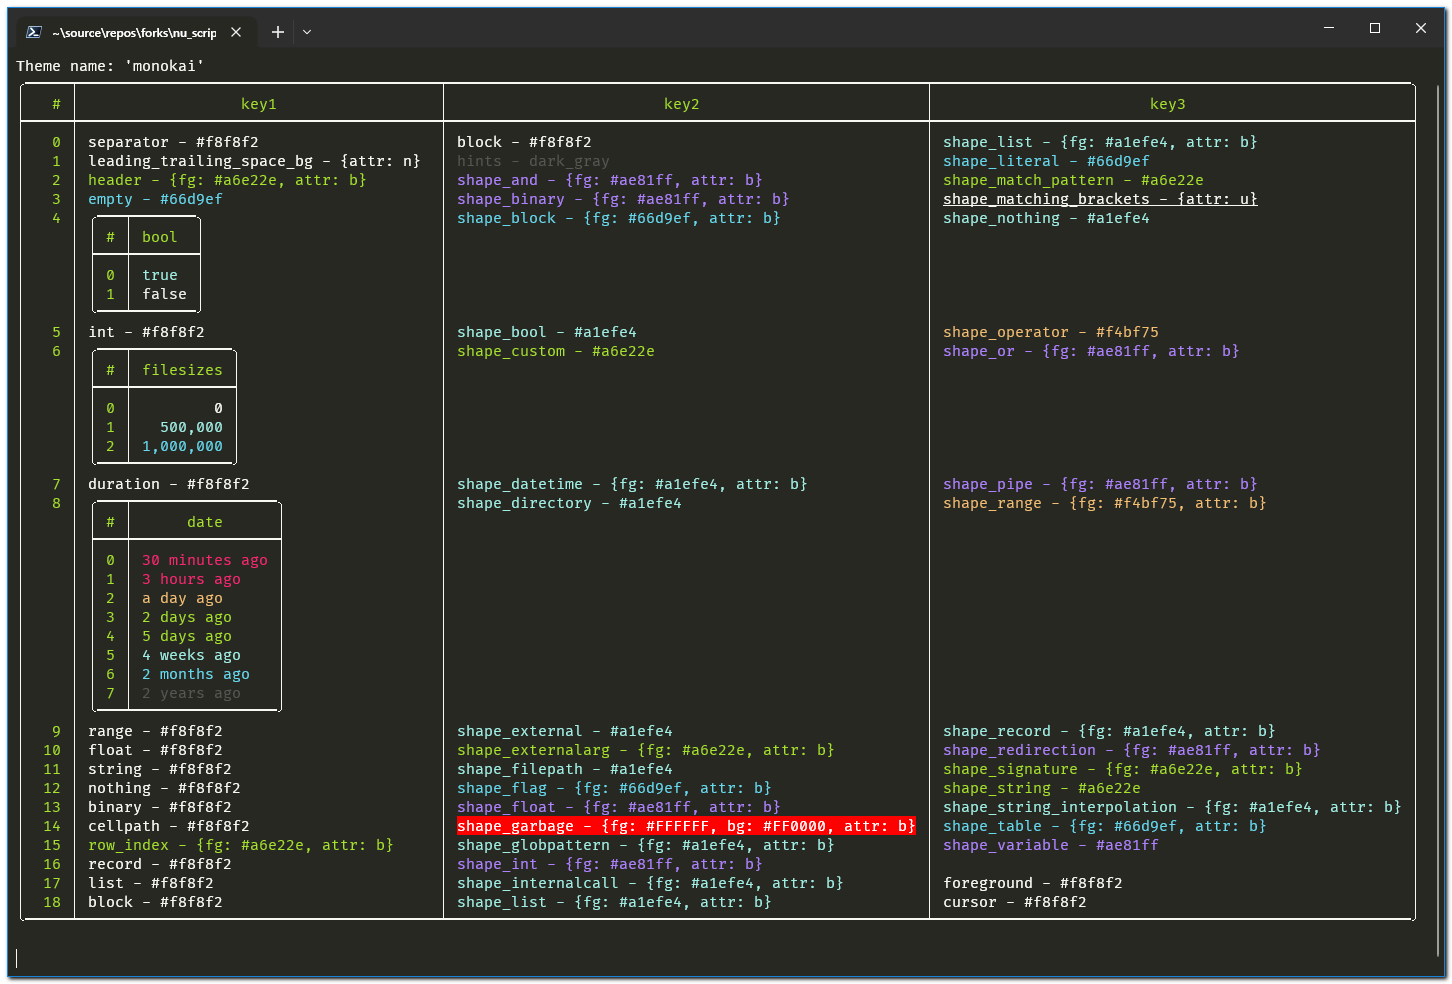 ~\source\repos\forks\nu_scrip
Theme name: 'monokai'
# key1 key2 key3
0 separator - #f8f8f2 block - #f8f8f2 shape_list - {fg: #a1efe4, attr: b}
1 leading_trailing_space_bg - {attr: n} hints - dark_gray shape_literal - #66d9ef
2 header - {fg: #a6e22e, attr: b} shape_and - {fg: #ae81ff, attr: b} shape_match_pattern - #a6e22e
3 empty - #66d9ef shape_binary - {fg: #ae81ff, attr: b} shape_matching_brackets - {attr: u}
4 shape_block - {fg: #66d9ef, attr: b} shape_nothing - #a1efe4
# bool
0 true
1 false
5 int - #f8f8f2 shape_bool - #a1efe4 shape_operator - #f4bf75
6 shape_custom - #a6e22e shape_or - {fg: #ae81ff, attr: b}
# filesizes
0 0
1 500,000
2 1,000,000
7 duration - #f8f8f2 shape_datetime - {fg: #a1efe4, attr: b} shape_pipe - {fg: #ae81ff, attr: b}
8 shape_directory - #a1efe4 shape_range - {fg: #f4bf75, attr: b}
# date
0 30 minutes ago
1 3 hours ago
2 a day ago
3 2 days ago
4 5 days ago
5 4 weeks ago
6 2 months ago
7 2 years ago
9 range - #f8f8f2 shape_external - #a1efe4 shape_record - {fg: #a1efe4, attr: b}
10 float - #f8f8f2 shape_externalarg - {fg: #a6e22e, attr: b} shape_redirection - {fg: #ae81ff, attr: b}
11 string - #f8f8f2 shape_filepath - #a1efe4 shape_signature - {fg: #a6e22e, attr: b}
12 nothing - #f8f8f2 shape_flag - {fg: #66d9ef, attr: b} shape_string - #a6e22e
13 binary - #f8f8f2 shape_float - {fg: #ae81ff, attr: b} shape_string_interpolation - {fg: #a1efe4, attr: b}
14 cellpath - #f8f8f2 shape_garbage - {fg: #FFFFFF, bg: #FF0000, attr: b} shape_table - {fg: #66d9ef, attr: b}
15 row_index - {fg: #a6e22e, attr: b} shape_globpattern - {fg: #a1efe4, attr: b} shape_variable - #ae81ff
16 record - #f8f8f2 shape_int - {fg: #ae81ff, attr: b}
17 list - #f8f8f2 shape_internalcall - {fg: #a1efe4, attr: b} foreground - #f8f8f2
18 block - #f8f8f2 shape_list - {fg: #a1efe4, attr: b} cursor - #f8f8f2